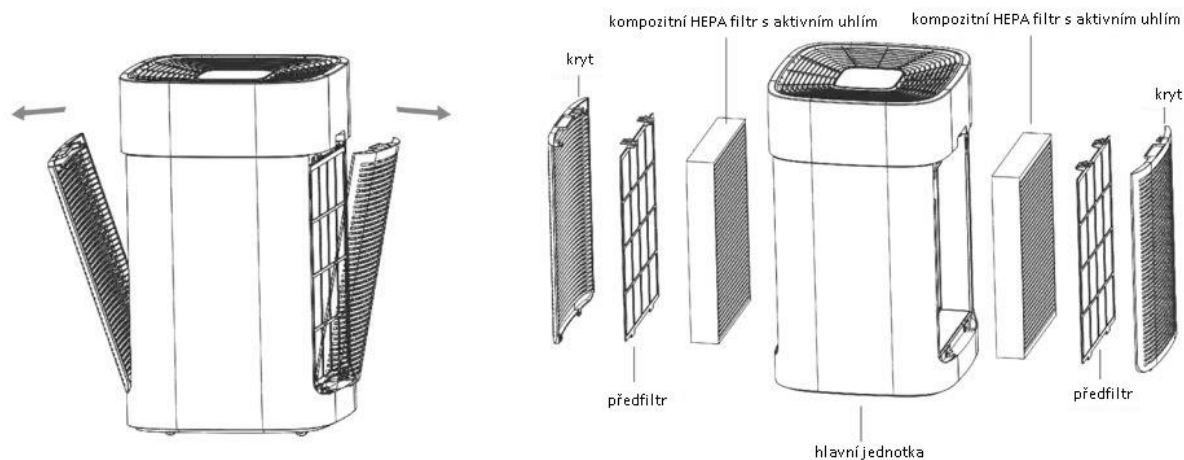 kompozitní HEPA filtr s aktivním uhlím
kompozitní HEPA filtr s aktivním uhlím
kryt
kryt
předfiltr
předfiltr
hlavní jednotka